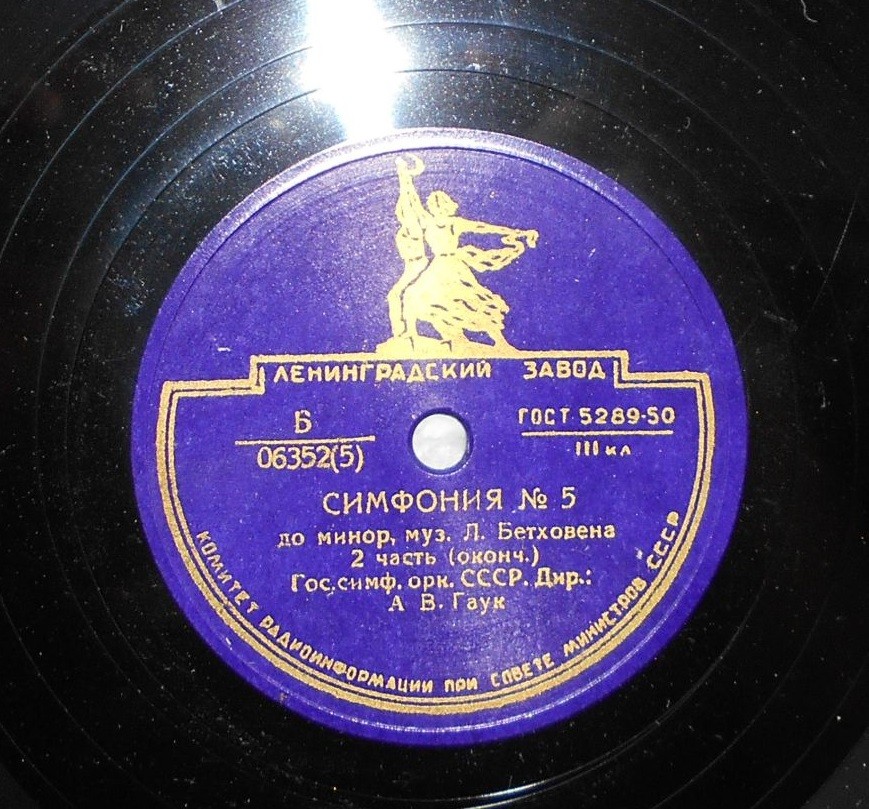 ЛЕНИНГРАДСКИЙ ЗАВОД
Б
06352(5)
ГОСТ 5289-50
III кл
СИМФОНИЯ № 5
до минор, муз. Л. Бетховена
2 часть (оконч.)
Гос.симф. орк. СССР. Дир.:
А В. Гаук
КОМИТЕТ РАДИОИНФОРМАЦИИ ПРИ СОВЕТЕ МИНИСТРОВ СССР